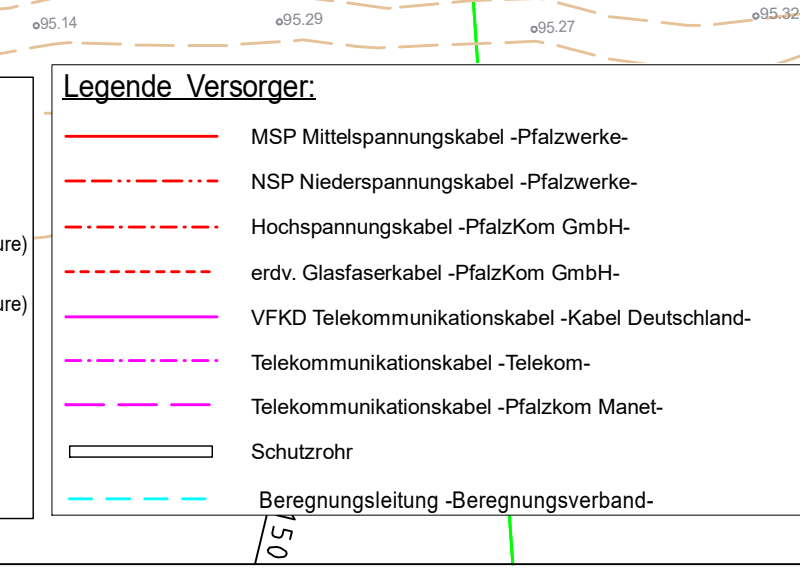 95.14
95.29
95.27
95.32
Legende Versorger:
MSP Mittelspannungskabel -Pfalzwerke-
NSP Niederspannungskabel -Pfalzwerke-
Hochspannungskabel -PfalzKom GmbH-
ure)
erdv. Glasfaserkabel -PfalzKom GmbH-
ure)
VFKD Telekommunikationskabel -Kabel Deutschland-
Telekommunikationskabel -Telekom-
Telekommunikationskabel -Pfalzkom Manet-
Schutzrohr
Beregnungsleitung -Beregnungsverband-
150